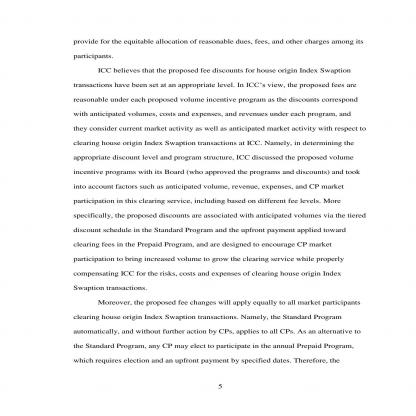 provide for the equitable allocation of reasonable dues, fees, and other charges among its
participants.
ICC believes that the proposed fee discounts for house origin Index Swaption
transactions have been set at an appropriate level. In ICC's view, the proposed fees are
reasonable under each proposed volume incentive program as the discounts correspond
with anticipated volumes, costs and expenses, and revenues under each program, and
they consider current market activity as well as anticipated market activity with respect to
clearing house origin Index Swaption transactions at ICC. Namely, in determining the
appropriate discount level and program structure, ICC discussed the proposed volume
incentive programs with its Board (who approved the programs and discounts) and took
into account factors such as anticipated volume, revenue, expenses, and CP market
participation in this clearing service, including based on different fee levels. More
specifically, the proposed discounts are associated with anticipated volumes via the tiered
discount schedule in the Standard Program and the upfront payment applied toward
clearing fees in the Prepaid Program, and are designed to encourage CP market
participation to bring increased volume to grow the clearing service while properly
compensating ICC for the risks, costs and expenses of clearing house origin Index
Swaption transactions.
Moreover, the proposed fee changes will apply equally to all market participants
clearing house origin Index Swaption transactions. Namely, the Standard Program
automatically, and without further action by CPs, applies to all CPs. As an alternative to
the Standard Program, any CP may elect to participate in the annual Prepaid Program,
which requires election and an upfront payment by specified dates. Therefore, the
5